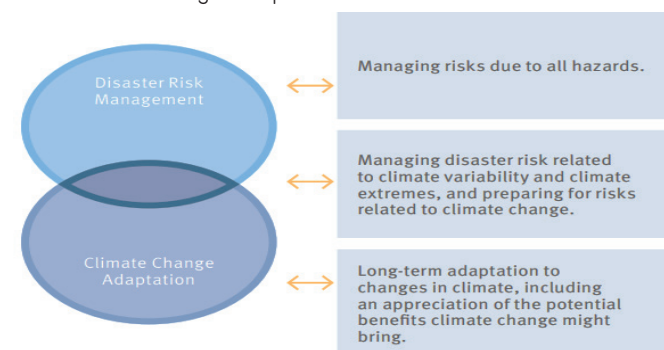 Disaster Risk
Management
Managing risks due to all hazards.
Managing disaster risk related
to climate variability and climate
extremes, and preparing for risks
related to climate change.
Climate Change
Adaptation
Long-term adaptation to
changes in climate, including
an appreciation of the potential
benefits climate change might
bring.